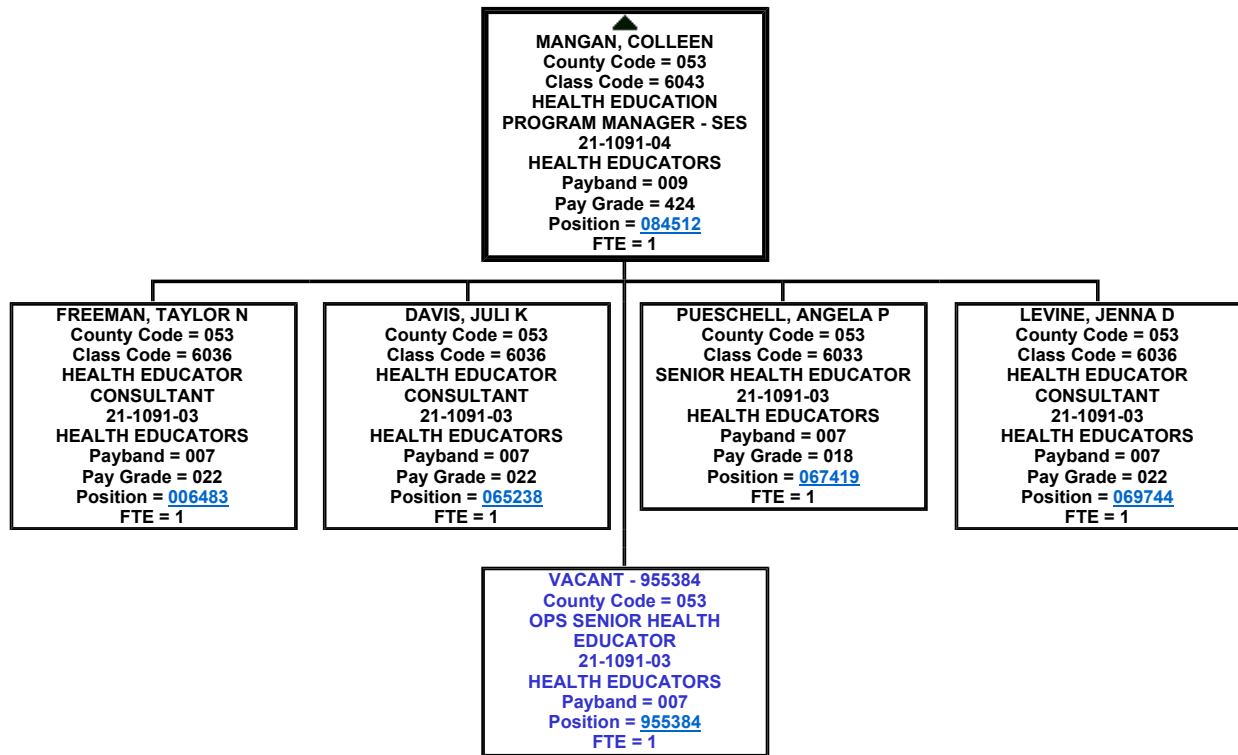 MANGAN, COLLEEN
County Code = 053
Class Code = 6043
HEALTH EDUCATION
PROGRAM MANAGER - SES
21-1091-04
HEALTH EDUCATORS
Payband = 009
Pay Grade = 424
Position = 084512
FTE = 1
FREEMAN, TAYLOR N
County Code = 053
Class Code = 6036
HEALTH EDUCATOR
CONSULTANT
21-1091-03
HEALTH EDUCATORS
Payband = 007
Pay Grade = 022
Position = 006483
FTE = 1
DAVIS, JULI K
County Code = 053
Class Code = 6036
HEALTH EDUCATOR
CONSULTANT
21-1091-03
HEALTH EDUCATORS
Payband = 007
Pay Grade = 022
Position = 065238
FTE = 1
PUESCHELL, ANGELA P
County Code = 053
Class Code = 6033
SENIOR HEALTH EDUCATOR
21-1091-03
HEALTH EDUCATORS
Payband = 007
Pay Grade = 018
Position = 067419
FTE = 1
LEVINE, JENNA D
County Code = 053
Class Code = 6036
HEALTH EDUCATOR
CONSULTANT
21-1091-03
HEALTH EDUCATORS
Payband = 007
Pay Grade = 022
Position = 069744
FTE = 1
VACANT - 955384
County Code = 053
OPS SENIOR HEALTH
EDUCATOR
21-1091-03
HEALTH EDUCATORS
Payband = 007
Position = 955384
FTE = 1